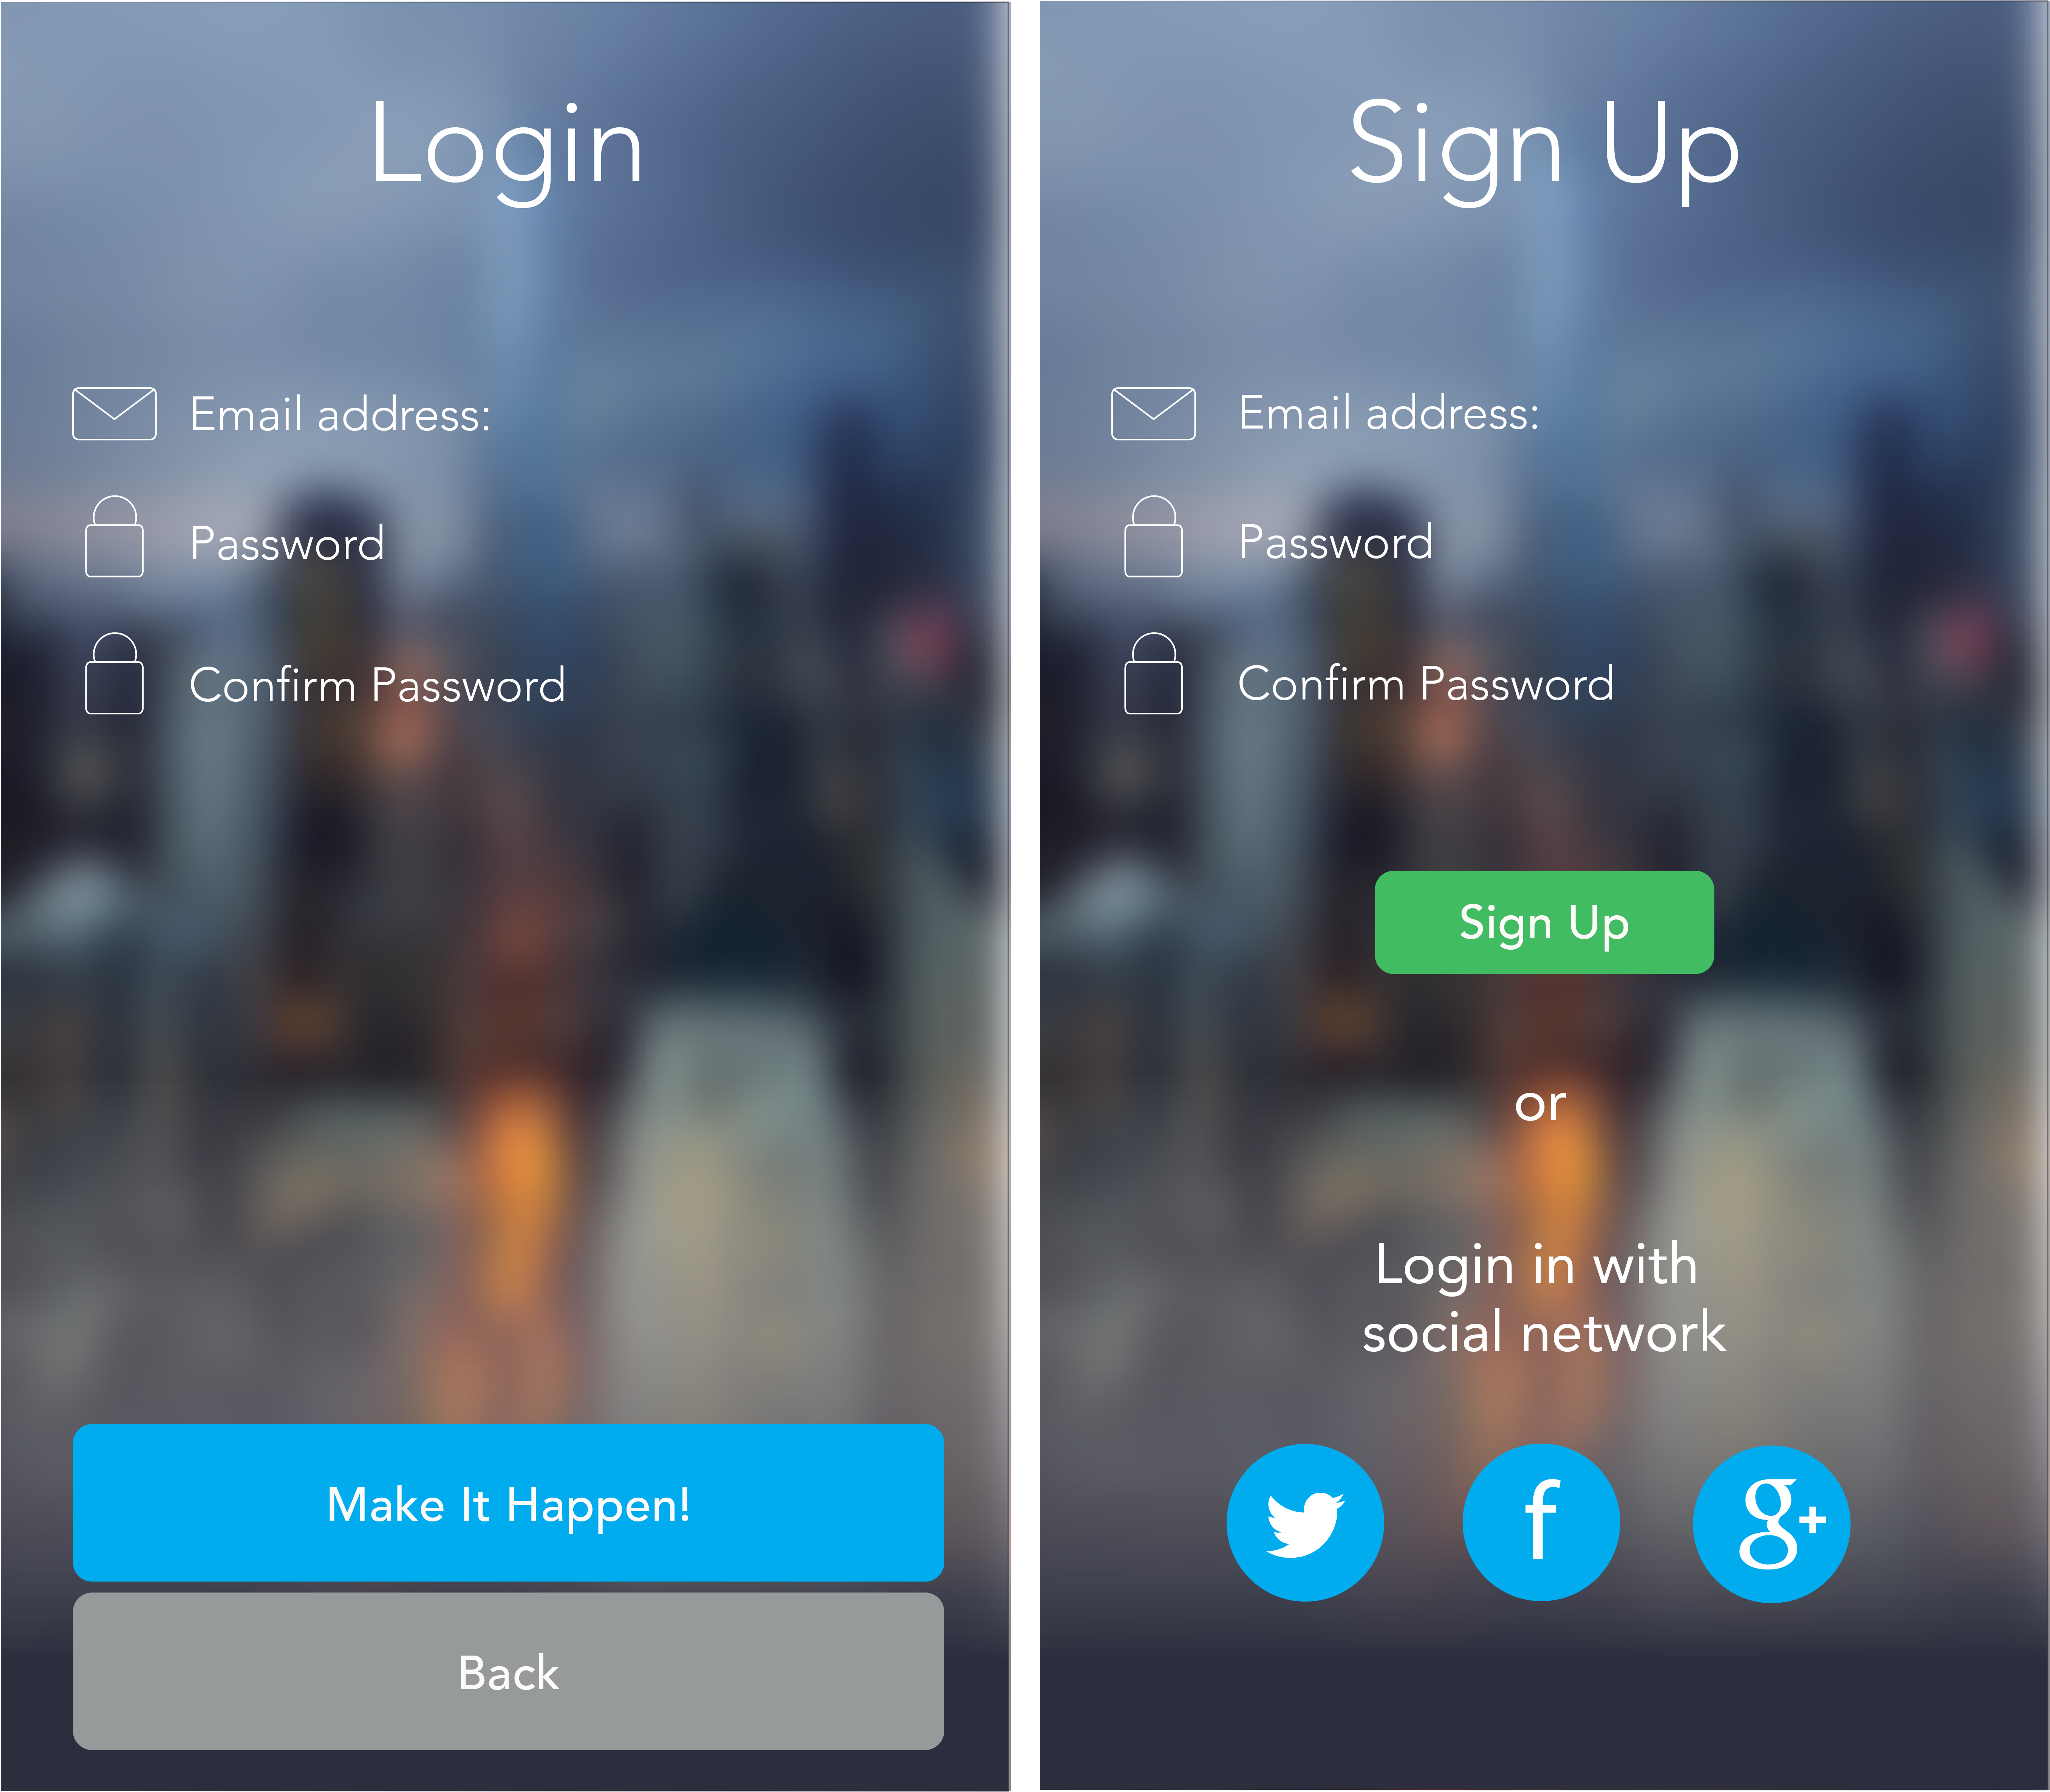 Login
Email address:
Password
Confirm Password
Make It Happen!
Back
Sign Up
Email address:
Password
Confirm Password
Sign Up
or
Login in with
social network
f
g+